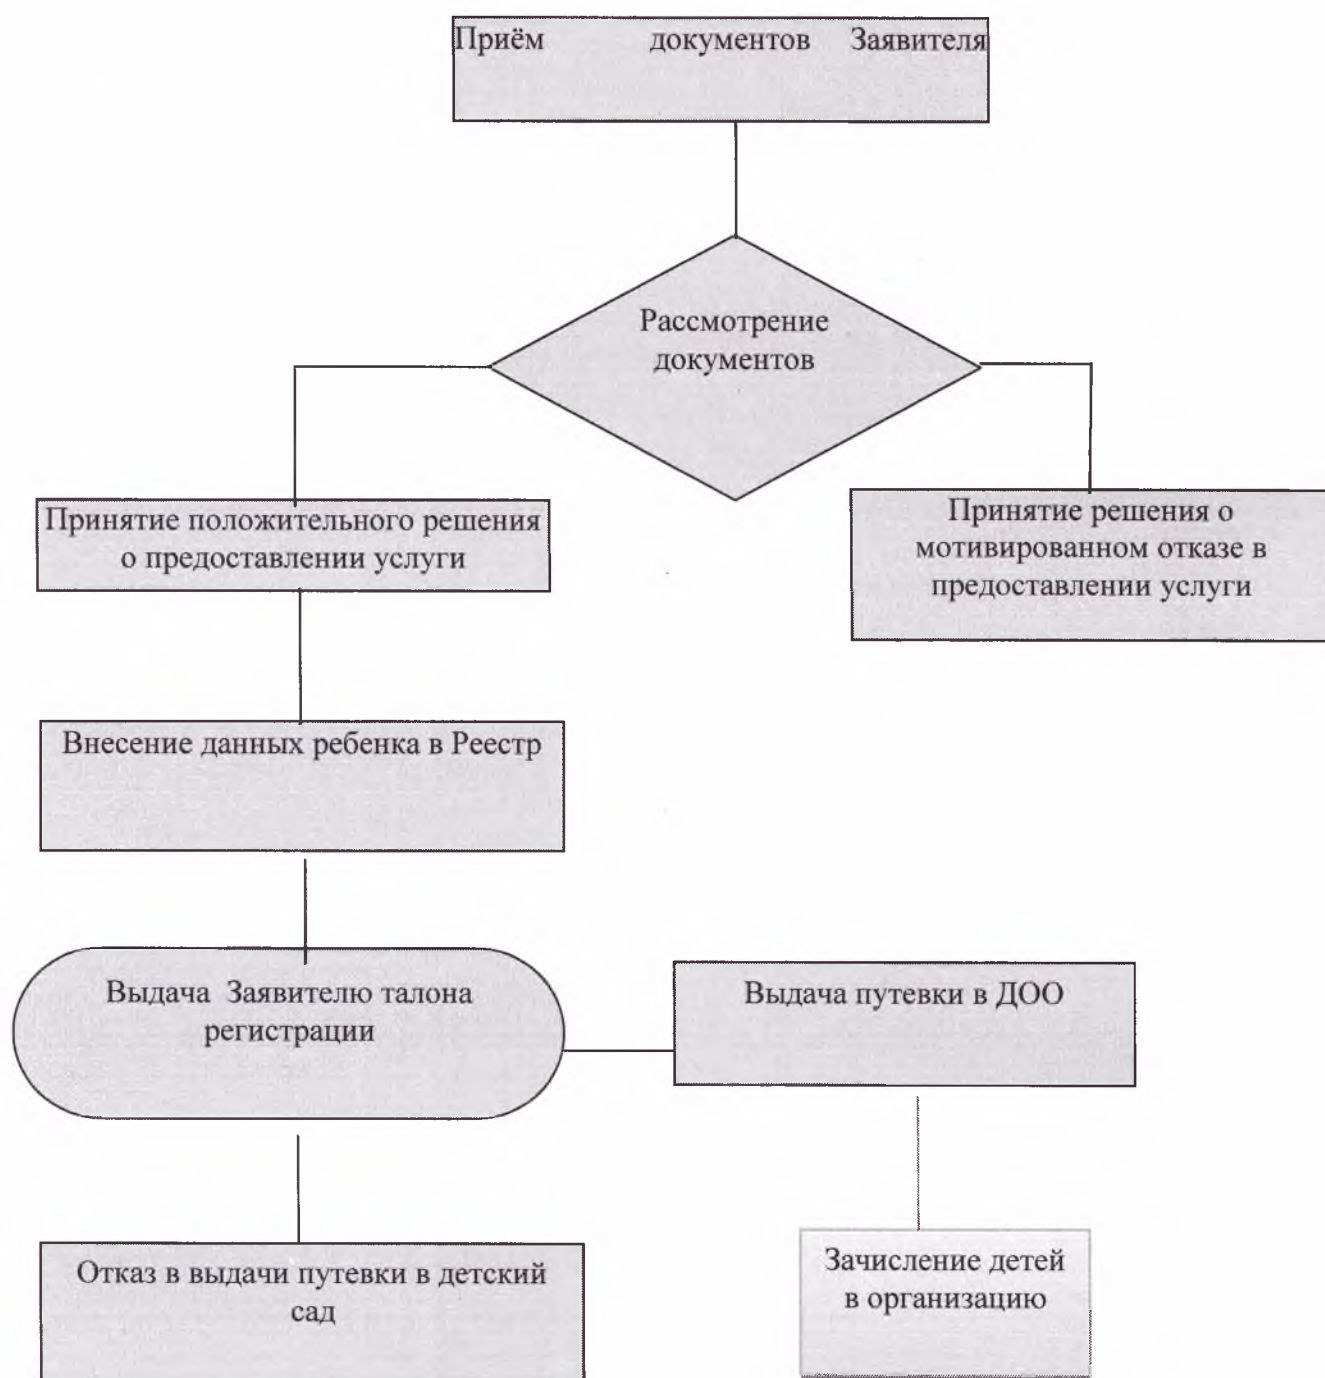 Приём документов Заявителя
Рассмотрение
документов
Принятие положительного решения
о предоставлении услуги
Принятие решения о
мотивированном отказе в
предоставлении услуги
Внесение данных ребенка в Реестр
Выдача Заявителю талона
регистрации
Выдача путевки в ДОО
Отказ в выдачи путевки в детский
сад
Зачисление детей
в организацию